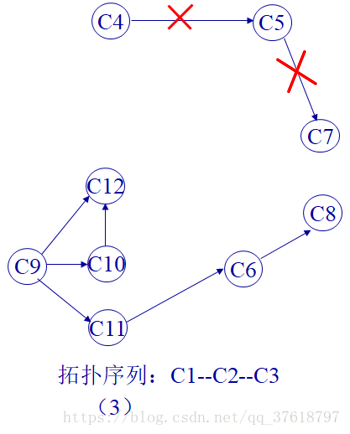 C4
C5
C7
C12
C8
C9
C10
C6
C11
拓扑序列：C1--C2--C3
（3）
https://blog.csdn.net/qq_37618797